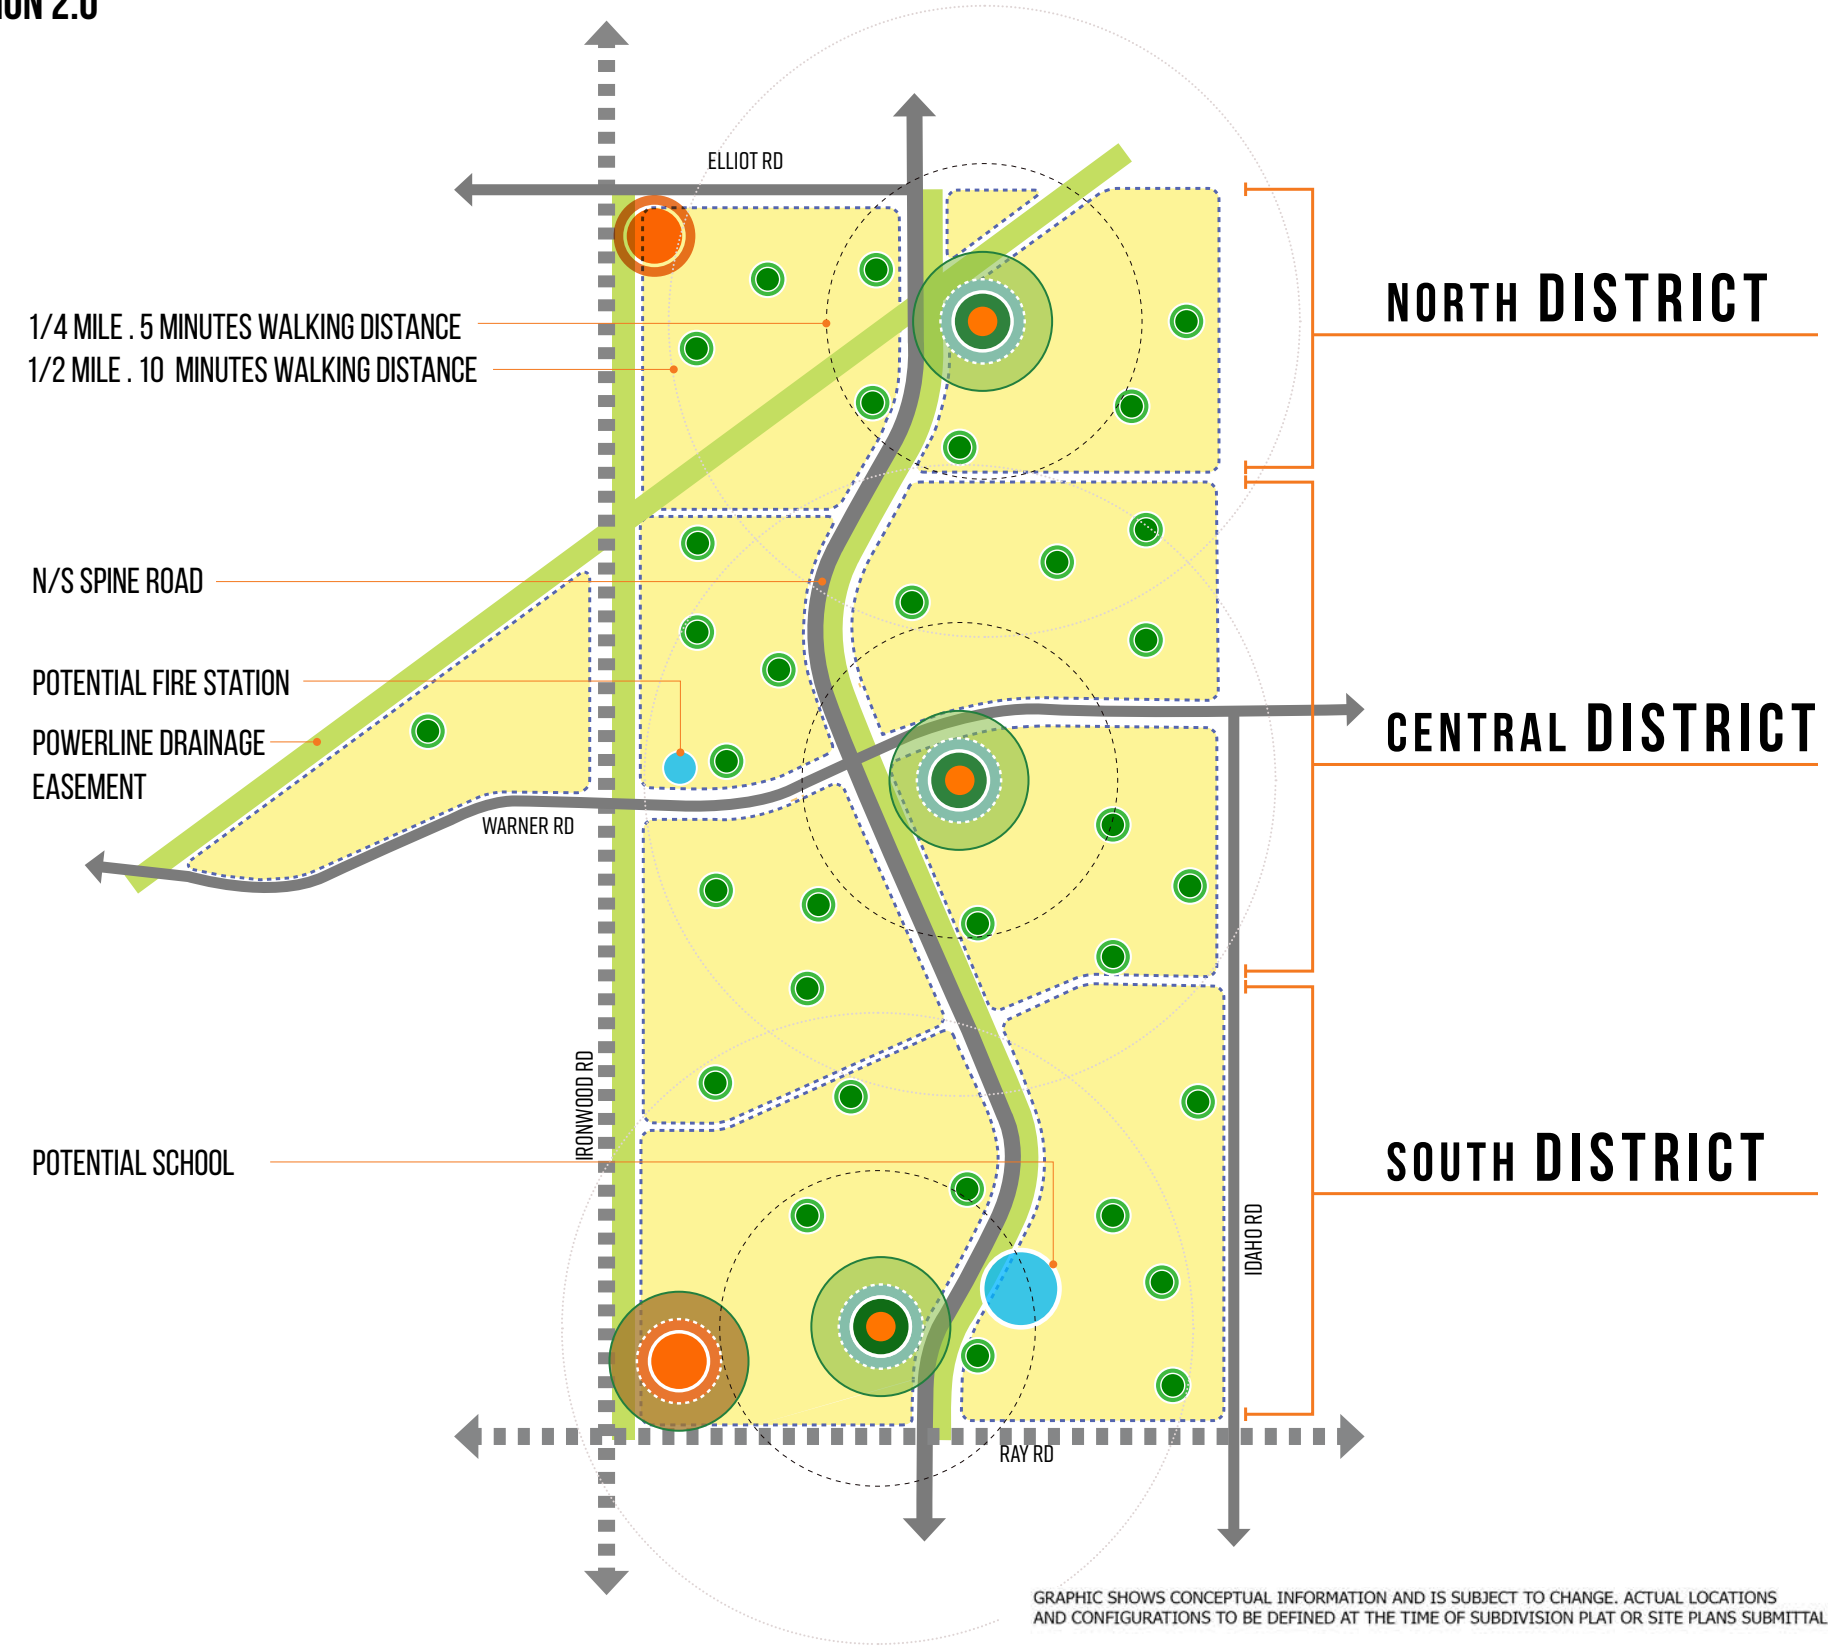 2.0
ELLIOT RD
NORTH DISTRICT
1/4 MILE . 5 MINUTES WALKING DISTANCE
1/2 MILE . 10 MINUTES WALKING DISTANCE
N/S SPINE ROAD
POTENTIAL FIRE STATION
CENTRAL DISTRICT
POWERLINE DRAINAGE
EASEMENT
WARNER RD
IRONWOOD RD
POTENTIAL SCHOOL
SOUTH DISTRICT
IDAHO RD
RAY RD
GRAPHIC SHOWS CONCEPTUAL INFORMATION AND IS SUBJECT TO CHANGE. ACTUAL LOCATIONS
AND CONFIGURATIONS TO BE DEFINED AT THE TIME OF SUBDIVISION PLAT OR SITE PLANS SUBMITTAL